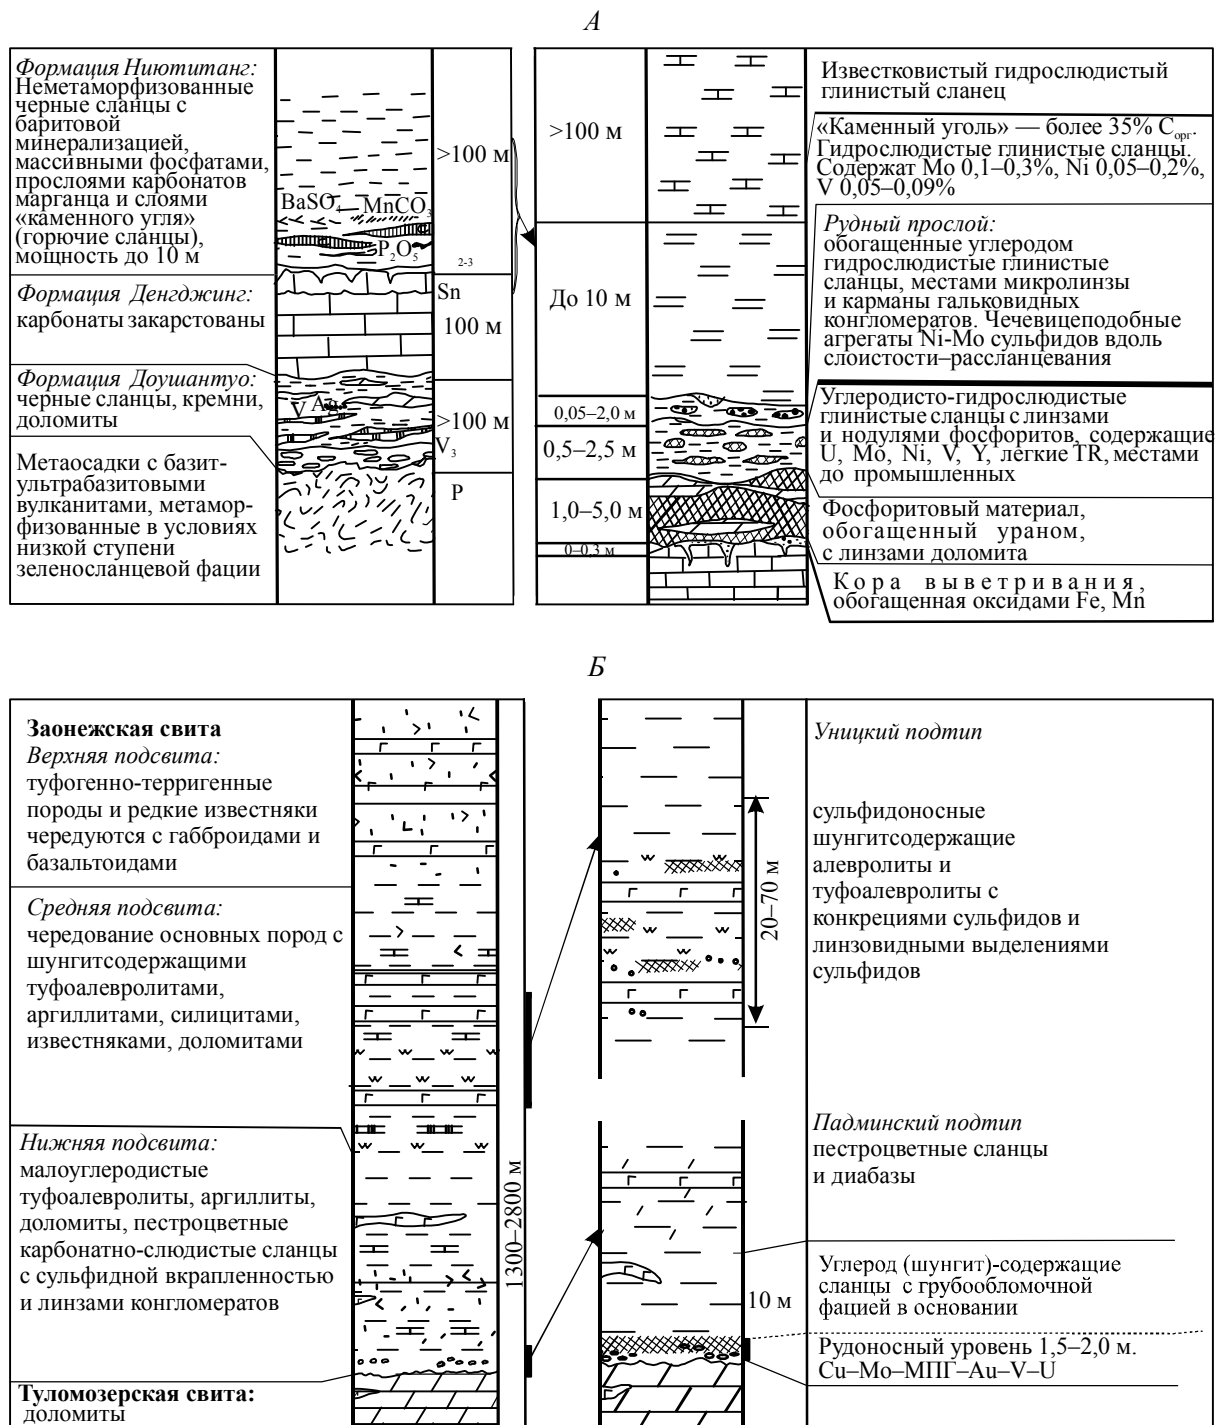 А
Формация Ниютитанг:
Неметаморфизованные
черные сланцы с
баритовой
минерализацией,
массивными фосфатами,
прослоями карбонатов
марганца и слоями
«каменного угля»
(горючие сланцы),
мощность до 10 м
BaSO4
MnCO3
P2O5
>100 м
2-3
Формация Денгджинг:
карбонаты закарстованы
Sn
100 м
Формация Доушантуо:
черные сланцы, кремни,
доломиты
V Ag
>100 м
V3
Метаосадки с базит-
ультрабазитовыми
вулканитами, метамор-
физованные в условиях
низкой ступени
зеленосланцевой фации
P
>100 м
До 10 м
0,05–2,0 м
0,5–2,5 м
1,0–5,0 м
0–0,3 м
Известковистый гидрослюдистый
глинистый сланец
«Каменный уголь» — более 35% Cорг.
Гидрослюдистые глинистые сланцы.
Содержат Mo 0,1–0,3%, Ni 0,05–0,2%,
V 0,05–0,09%
Рудный прослой:
обогащенные углеродом
гидрослюдистые глинистые
сланцы, местами микролинзы
и карманы гальковидных
конгломератов. Чечевицеподобные
агрегаты Ni-Mo сульфидов вдоль
слоистости–рассланцевания
Углеродисто-гидрослюдистые
глинистые сланцы с линзами
и нодулями фосфоритов, содержащие
U, Mo, Ni, V, Y, легкие TR, местами
до промышленных
Фосфоритовый материал,
обогащенный ураном,
с линзами доломита
Кора выветривания,
обогащенная оксидами Fe, Mn
Б
Заонежская свита
Верхняя подсвита:
туфогенно-терригенные
породы и редкие известняки
чередуются с габброидами и
базальтоидами
Средняя подсвита:
чередование основных пород с
шунгитсодержащими
туфоалевролитами,
аргиллитами, силицитами,
известняками, доломитами
Нижняя подсвита:
малоуглеродистые
туфоалевролиты, аргиллиты,
доломиты, пестроцветные
карбонатно-слюдистые сланцы
с сульфидной вкрапленностью
и линзами конгломератов
Туломозерская свита:
доломиты
1300–2800 м
20–70 м
10 м
Уницкий подтип
сульфидоносные
шунгитсодержащие
алевролиты и
туфоалевролиты с
конкрециями сульфидов и
линзовидными выделениями
сульфидов
Падминский подтип
пестроцветные сланцы
и диабазы
Углерод (шунгит)-содержащие
сланцы с грубообломочной
фацией в основании
Рудоносный уровень 1,5–2,0 м.
Cu–Mo–МПГ–Au–V–U